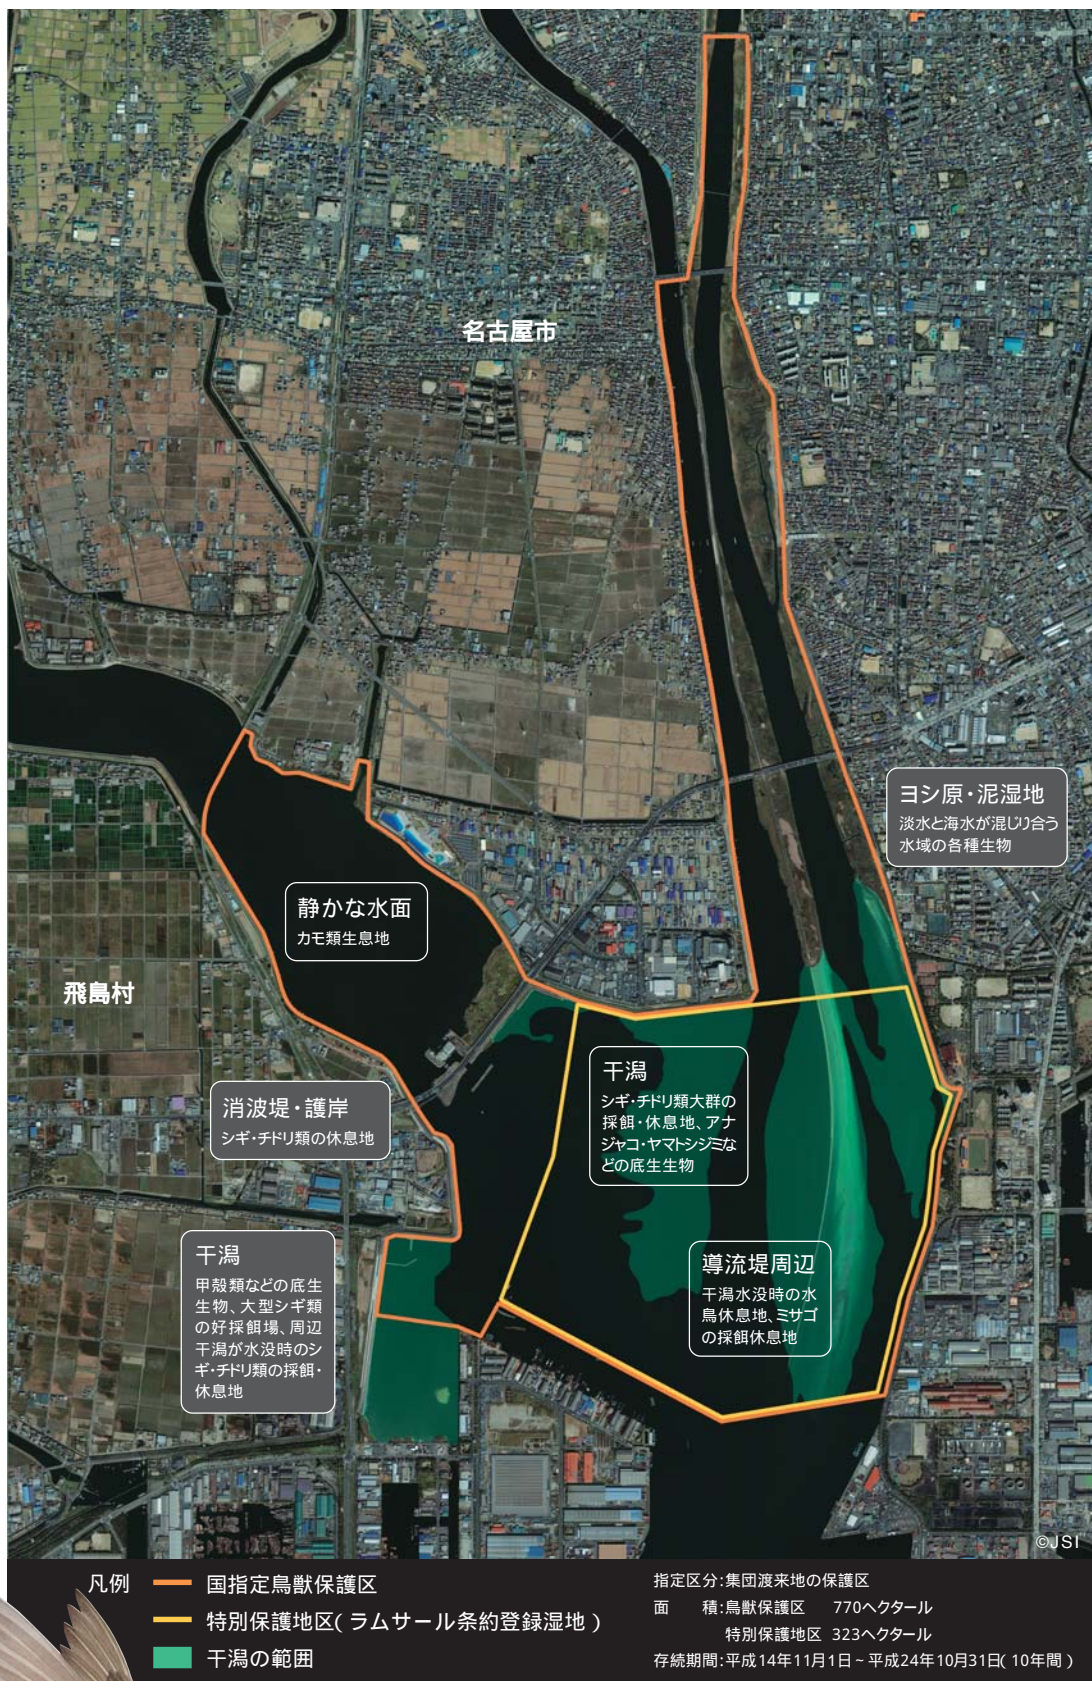 名古屋市
ヨシ原・泥湿地
淡水と海水が混じり合う
水域の各種生物
静かな水面
カモ類生息地
飛島村
干潟
シギ・チドリ類大群の
採餌・休息地、アナ
ジャコ・ヤマトシジミな
どの底生生物
消波堤・護岸
シギ・チドリ類の休息地
干潟
甲殻類などの底生
生物、大型シギ類
の好採餌場、周辺
干潟が水没時のシ
ギ・チドリ類の採餌・
休息地
導流堤周辺
干潟水没時の水
鳥休息地、ミサゴ
の採餌休息地
©JSI
凡例
国指定鳥獣保護区
特別保護地区(ラムサール条約登録湿地)
干潟の範囲
指定区分:集団渡来地の保護区
面　積:鳥獣保護区　770ヘクタール
特別保護地区 323ヘクタール
存続期間:平成14年11月1日~平成24年10月31日(10年間)